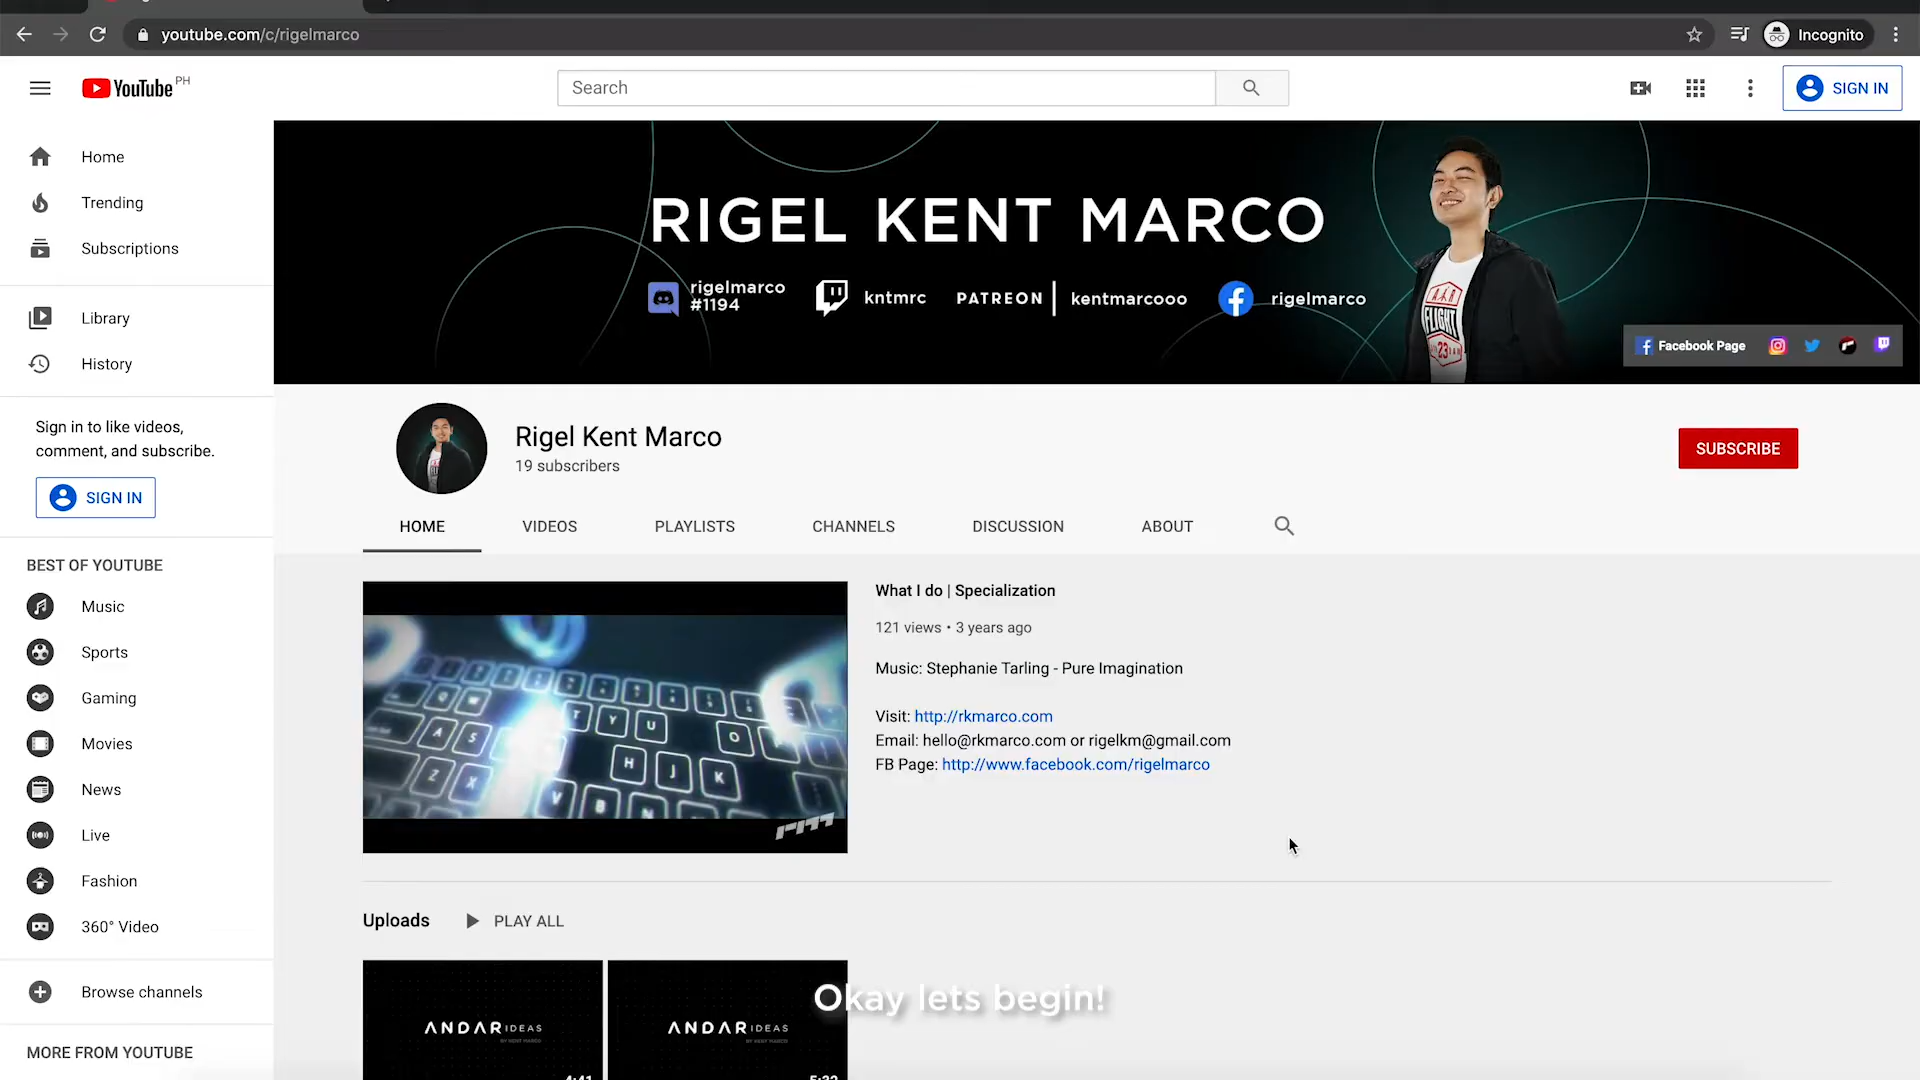 youtube.com/c/rigelmarco
Incognito
YouTube PH
Search
SIGN IN
Home
Trending
Subscriptions
Library
History
Sign in to like videos,
comment, and subscribe.
SIGN IN
BEST OF YOUTUBE
Music
Sports
Gaming
Movies
News
Live
Fashion
360° Video
Browse channels
MORE FROM YOUTUBE
RIGEL KENT MARCO
rigelmarco
#1194
kntmrc
PATREON
kentmarcooo
rigelmarco
Facebook Page
Rigel Kent Marco
19 subscribers
SUBSCRIBE
HOME
VIDEOS
PLAYLISTS
CHANNELS
DISCUSSION
ABOUT
What I do | Specialization
121 views • 3 years ago
Music: Stephanie Tarling - Pure Imagination
Visit: http://rkmarco.com
Email: hello@rkmarco.com or rigelkm@gmail.com
FB Page: http://www.facebook.com/rigelmarco
Uploads
PLAY ALL
ANDAR IDEAS
BY KENT MARCO
4:41
ANDAR IDEAS
BY KENT MARCO
5:32
Okay lets begin!